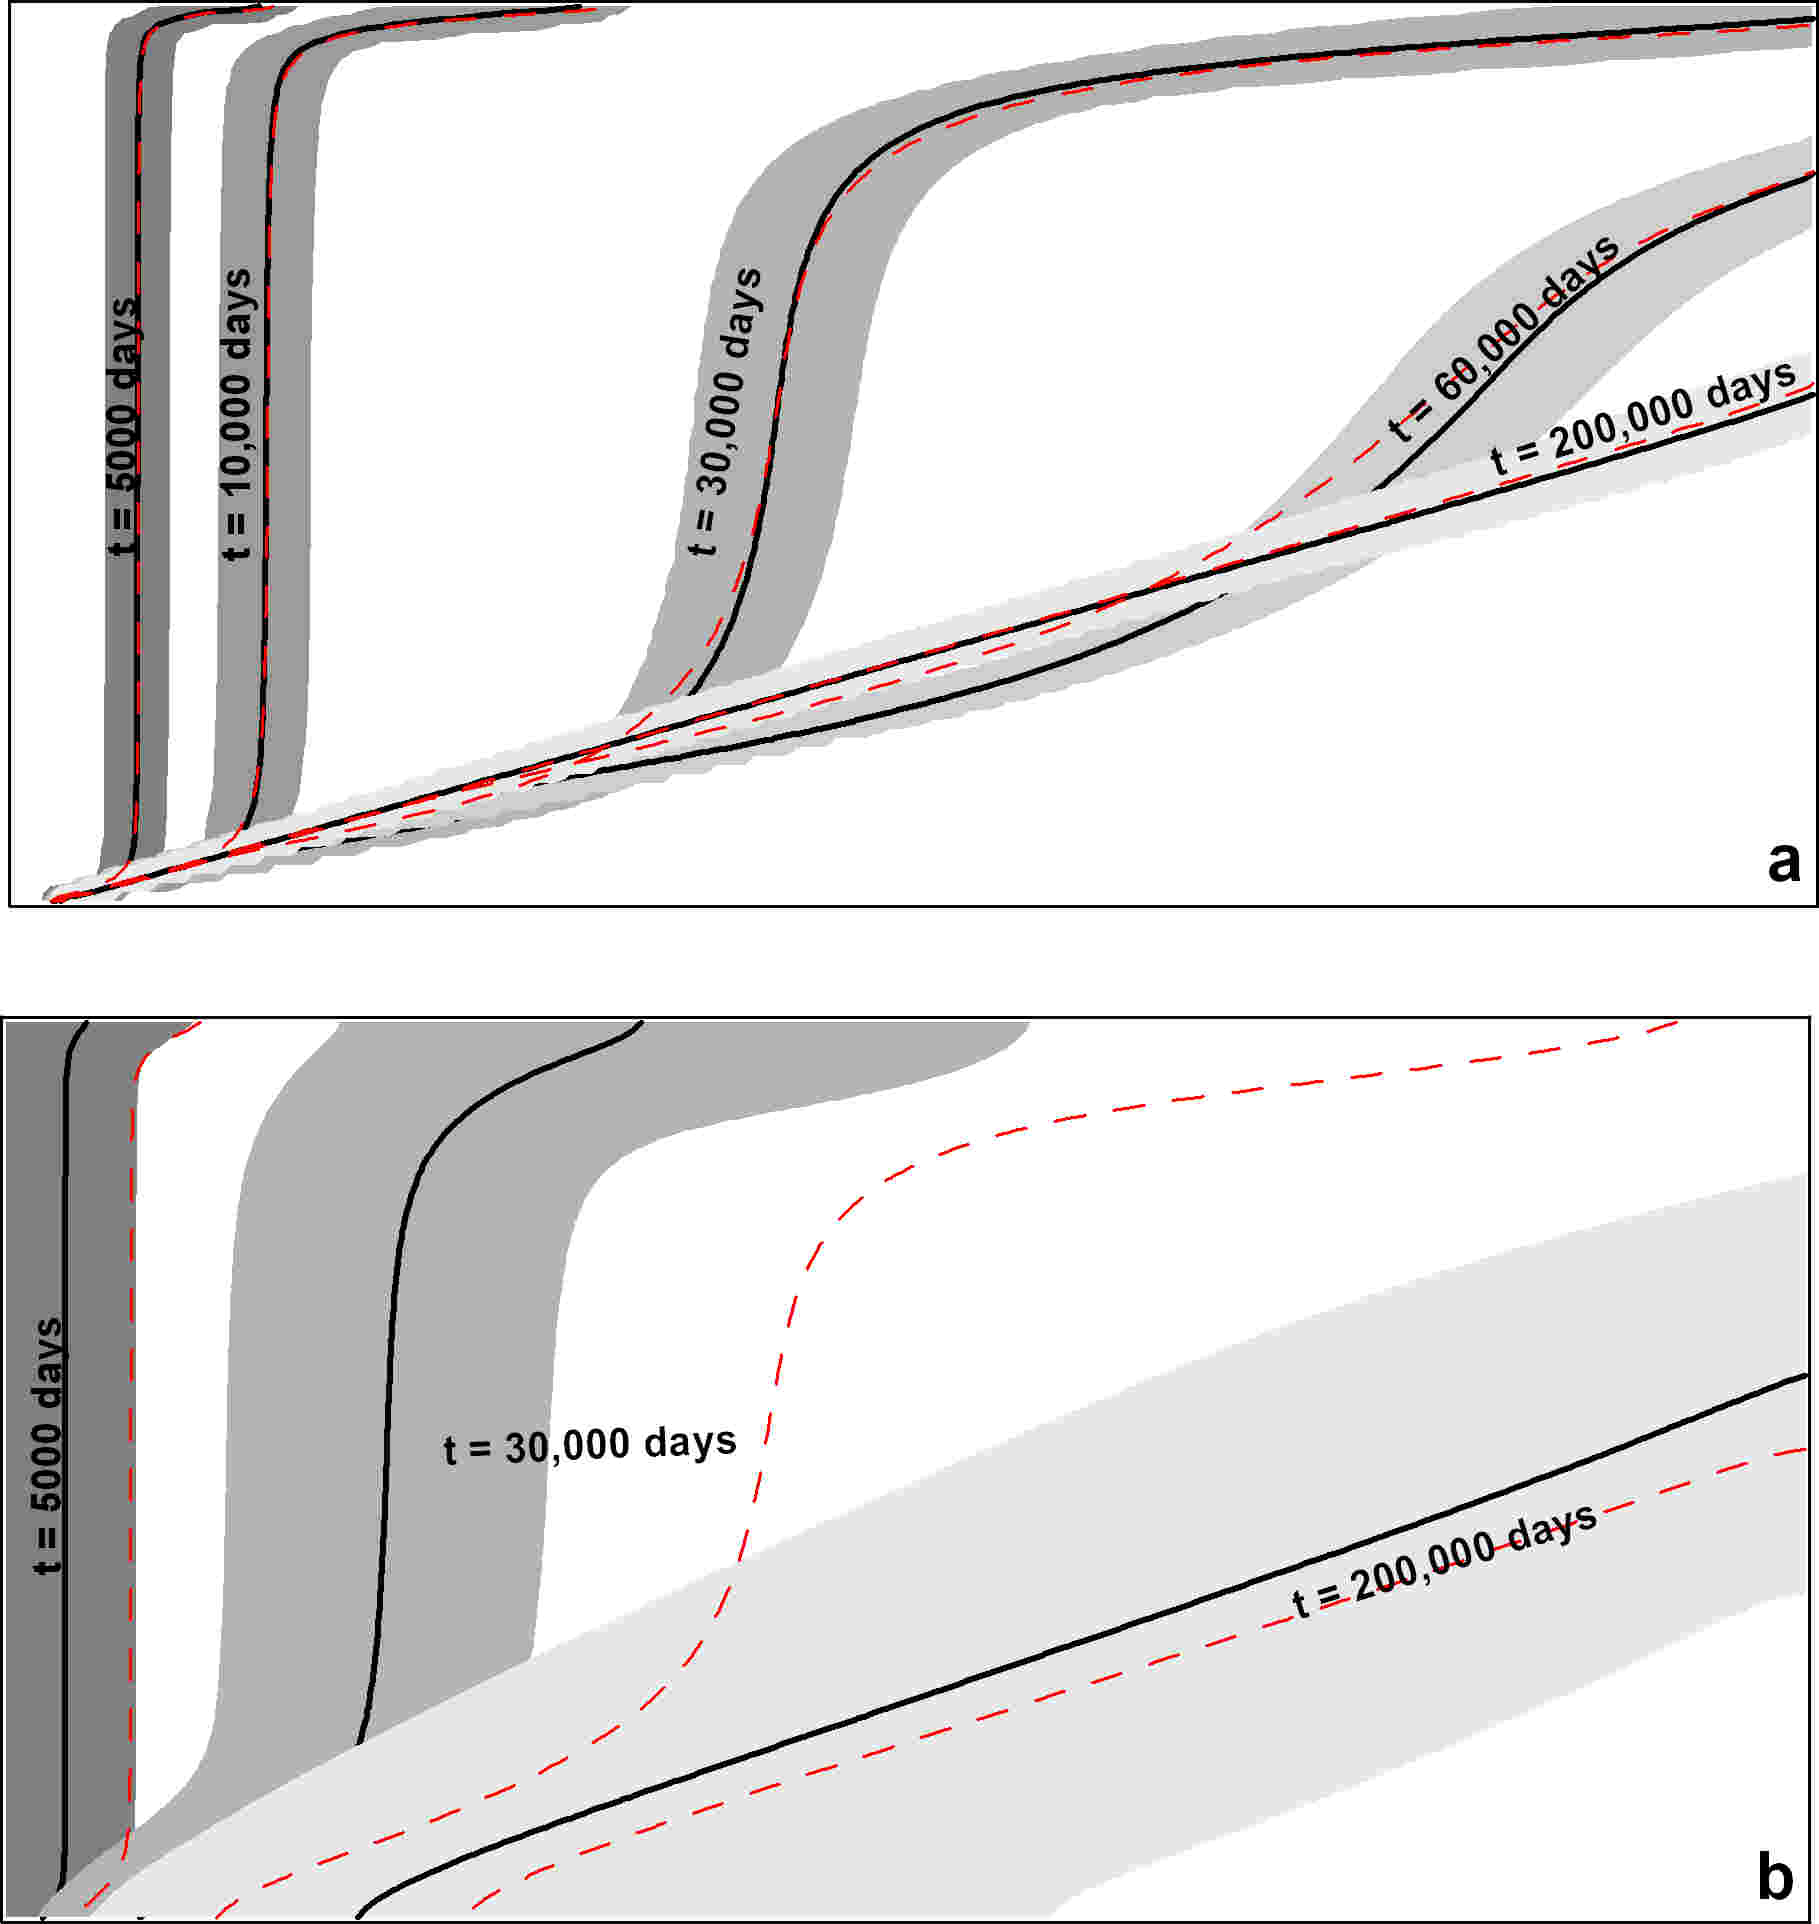 t = 5000 days
t = 10,000 days
t = 30,000 days
t = 60,000 days
t = 200,000 days
a
t = 5000 days
t = 30,000 days
t = 200,000 days
b